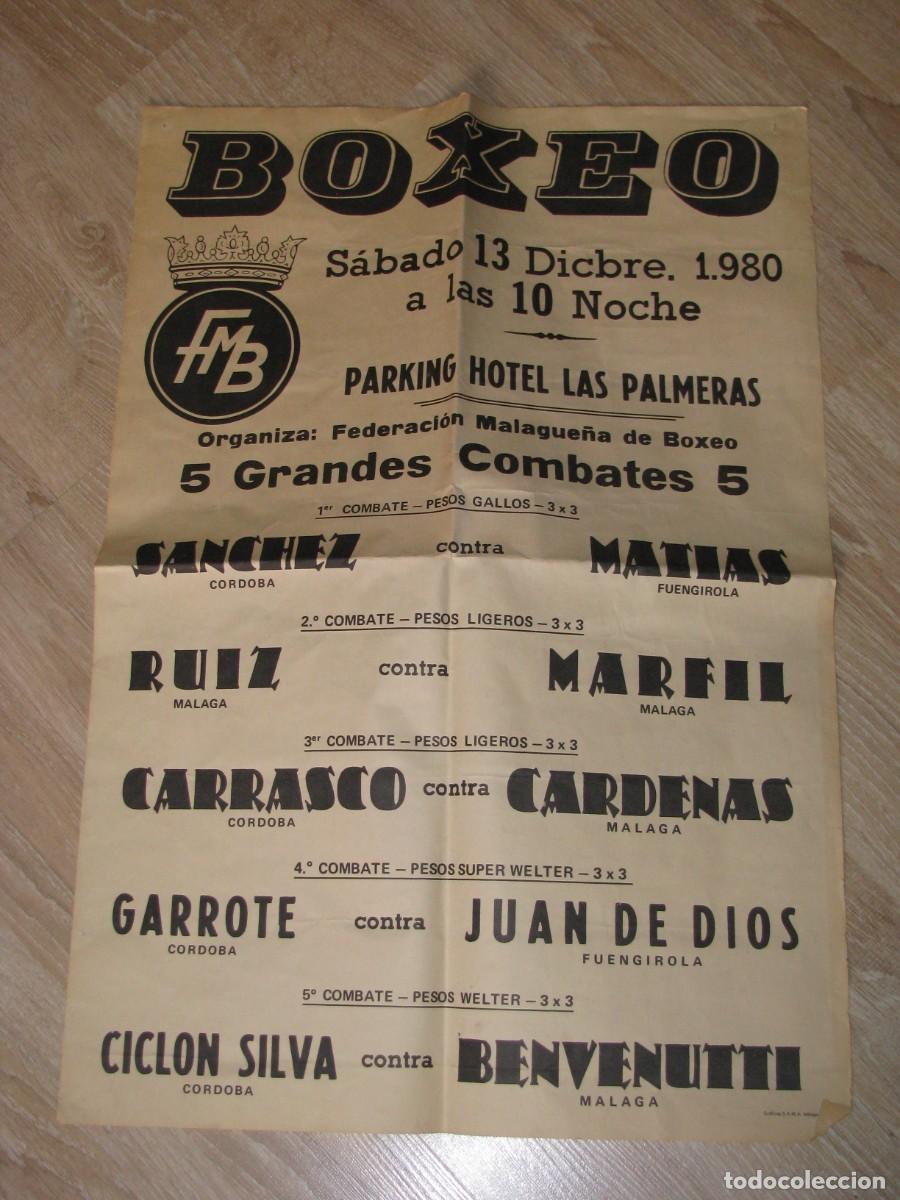 BOXEO
FMB
Sábado 13 Dicbre. 1.980
a las 10 Noche
PARKING HOTEL LAS PALMERAS
Organiza: Federación Malagueña de Boxeo
5 Grandes Combates 5
1er COMBATE – PESOS GALLOS – 3 x 3
SANCHEZ contra MATIAS
CORDOBA FUENGIROLA
2.º COMBATE – PESOS LIGEROS – 3 x 3
RUIZ contra MARFIL
MALAGA MALAGA
3er COMBATE – PESOS LIGEROS – 3 x 3
CARRASCO contra CARDENAS
CORDOBA MALAGA
4.º COMBATE – PESOS SUPER WELTER – 3 x 3
GARROTE contra JUAN DE DIOS
CORDOBA FUENGIROLA
5º COMBATE – PESOS WELTER – 3 x 3
CICLON SILVA contra BENVENUTTI
CORDOBA MALAGA
todocoleccion